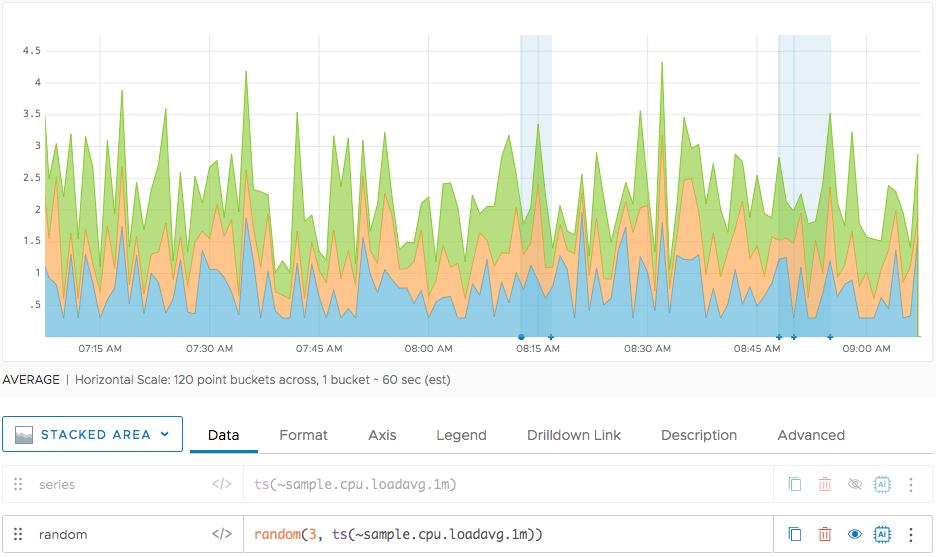 4.5
4
3.5
3
2.5
2
1.5
1
.5
07:15 AM 07:30 AM 07:45 AM 08:00 AM 08:15 AM 08:30 AM 08:45 AM 09:00 AM
AVERAGE | Horizontal Scale: 120 point buckets across, 1 bucket ~ 60 sec (est)
STACKED AREA Data Format Axis Legend Drilldown Link Description Advanced
series </> ts(~sample.cpu.loadavg.1m) AI
random </> random(3, ts(~sample.cpu.loadavg.1m)) AI